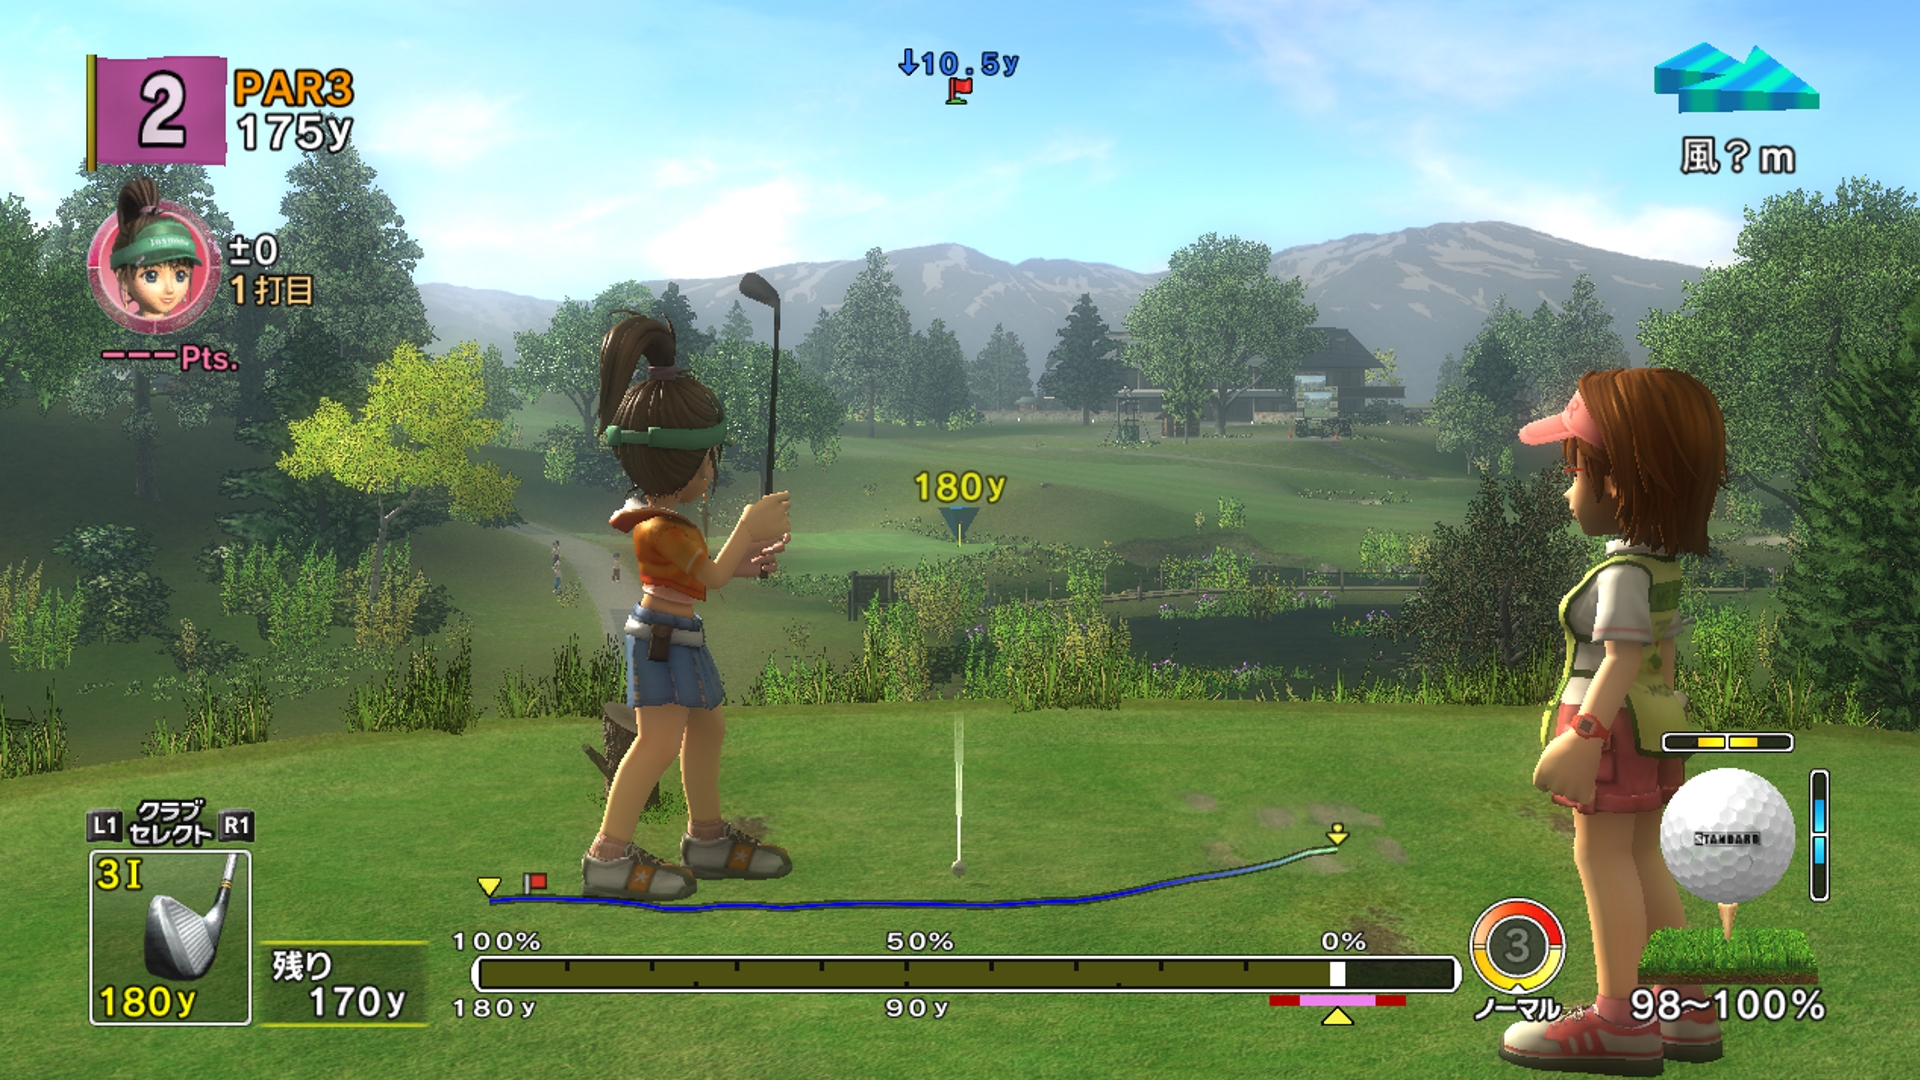 2
PAR3
175y
↓10.5y
風?m
±0
1打目
---Pts.
180y
L1 クラブセレクト R1
3I
180y
残り
170y
100% 50% 0%
180y 90y
3
ノーマル
STANDARD
98~100%